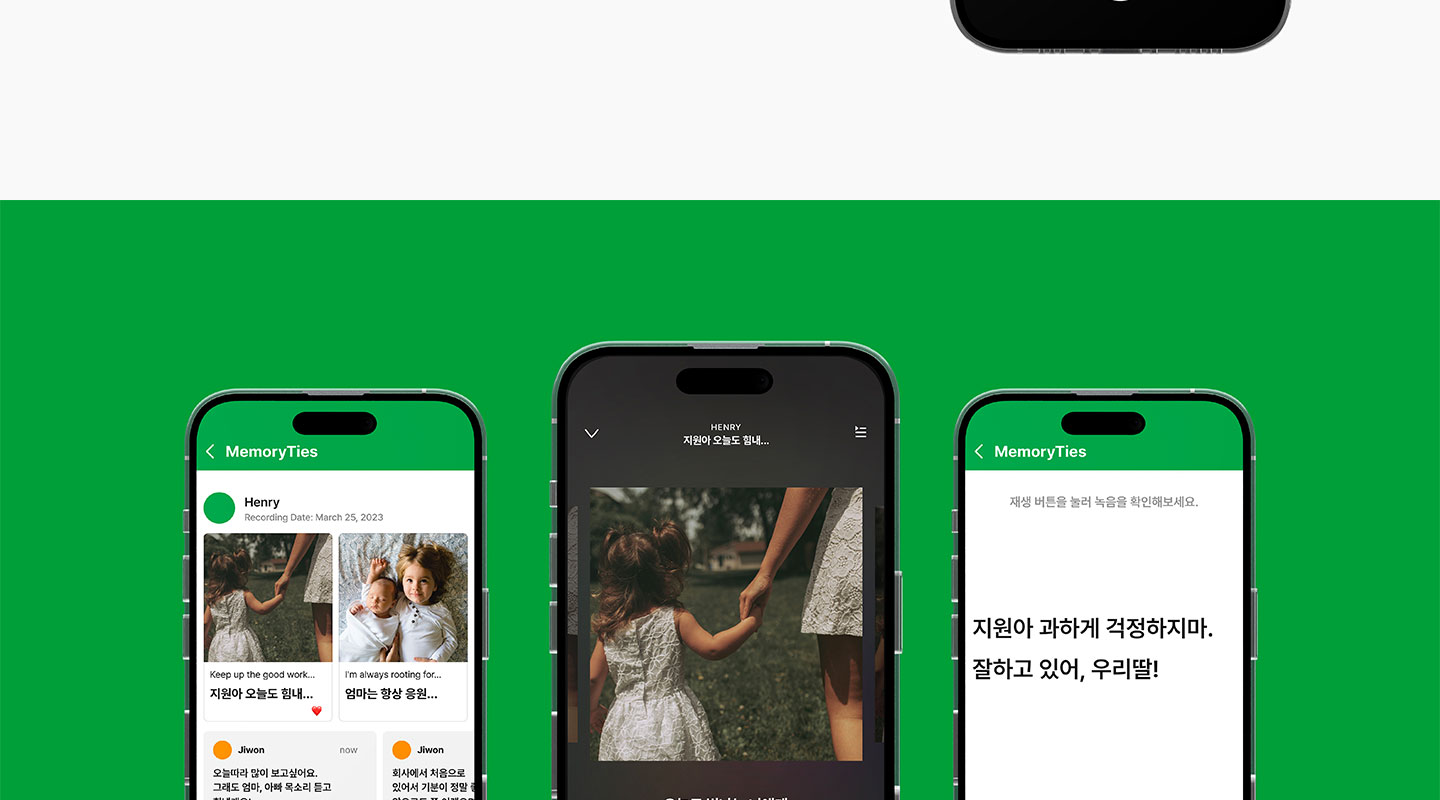 MemoryTies
Henry
Recording Date: March 25, 2023
Keep up the good work...
지원아 오늘도 힘내...
I'm always rooting for...
엄마는 항상 응원...
Jiwon
now
오늘따라 많이 보고싶어요.
그래도 엄마, 아빠 목소리 듣고
Jiwon
회사에서 처음으로
있어서 기분이 정말
HENRY
지원아 오늘도 힘내...
MemoryTies
재생 버튼을 눌러 녹음을 확인해보세요.
지원아 과하게 걱정하지마.
잘하고 있어, 우리딸!